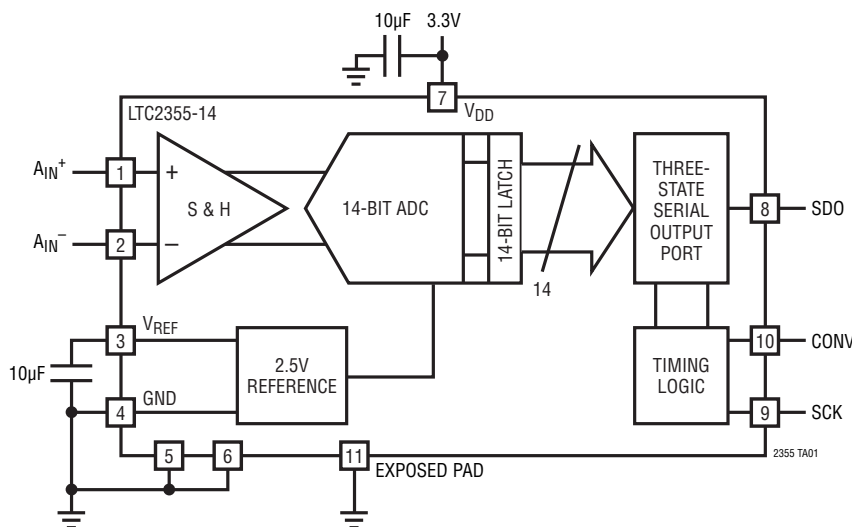 10µF 3.3V
7
LTC2355-14
VDD
AIN+
1
+
S & H
14-BIT ADC
14-BIT LATCH
THREE-
STATE
SERIAL
OUTPUT
PORT
8
SDO
AIN–
2
–
14
3
VREF
10µF
2.5V
REFERENCE
TIMING
LOGIC
10
CONV
4
GND
9
SCK
5
6
11
EXPOSED PAD
2355 TA01